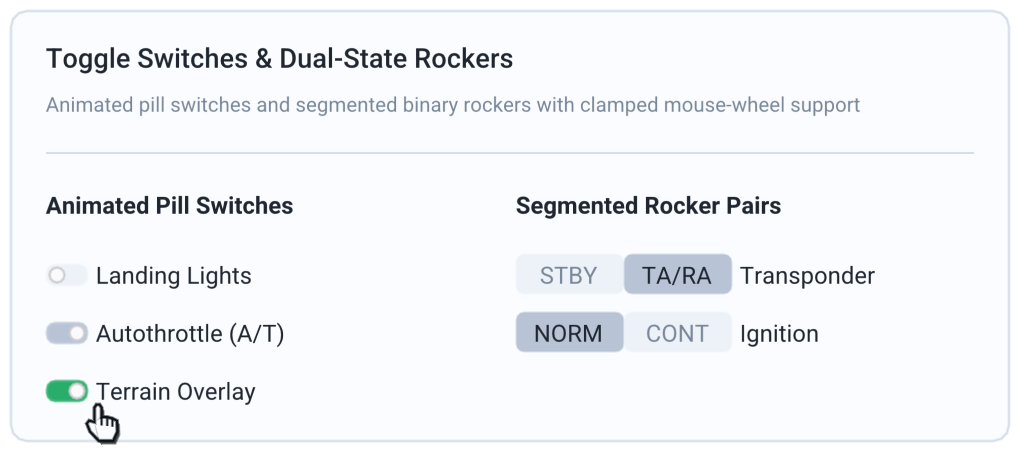 Toggle Switches & Dual-State Rockers
Animated pill switches and segmented binary rockers with clamped mouse-wheel support
Animated Pill Switches
Landing Lights
Autothrottle (A/T)
Terrain Overlay
Segmented Rocker Pairs
STBY TA/RA Transponder
NORM CONT Ignition